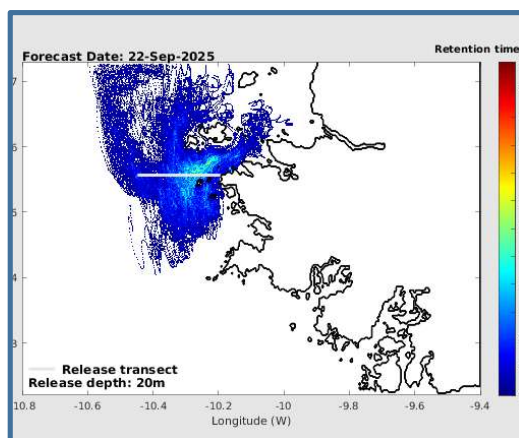 Forecast Date: 22-Sep-2025
Retention time
7
6
5
4
3
Release transect
Release depth: 20m
10.8
-10.6
-10.4
-10.2
-10
-9.8
-9.6
-9.4
Longitude (W)